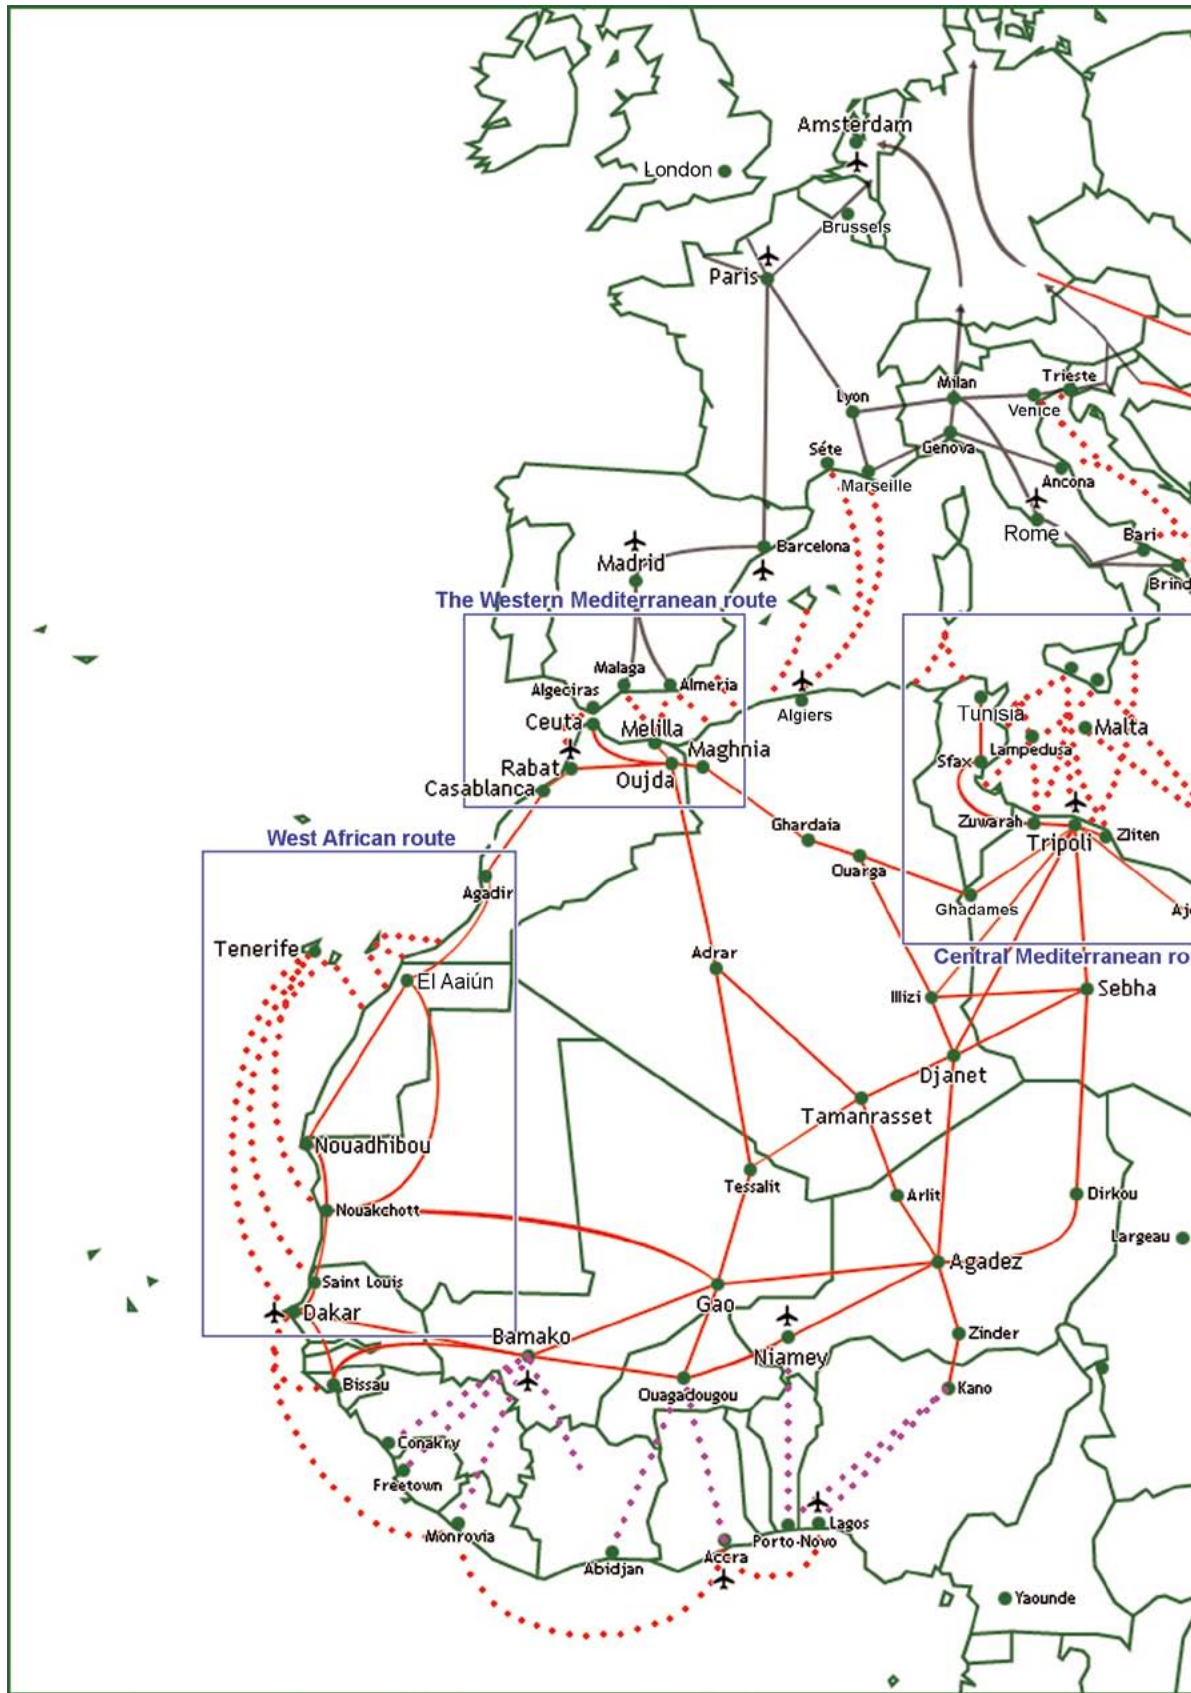 Amsterdam
London
Brussels
Paris
Trieste
Milan
Lyon
Venice
Séte
Genova
Marseille
Ancona
Rome
Bari
Barcelona
Madrid
Brind
The Western Mediterranean route
Malaga
Almeria
Algeciras
Ceuta
Melilla
Algiers
Tunisia
Malta
Maghnia
Lampedusa
Rabat
Oujda
Sfax
Casablanca
Ghardaia
Zuwarah
Tripoli
Zliten
West African route
Ouarga
Agadir
Ghadames
Aj
Tenerife
Adrar
Central Mediterranean ro
El Aaiún
Illizi
Sebha
Djanet
Tamanrasset
Nouadhibou
Tessalit
Arlit
Dirkou
Nouakchott
Largeau
Agadez
Saint Louis
Gao
Dakar
Bamako
Zinder
Niamey
Bissau
Ouagadougou
Kano
Conakry
Freetown
Monrovia
Lagos
Porto-Novo
Accra
Abidjan
Yaounde